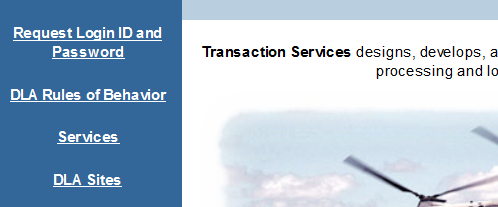 Request Login ID and
Password
DLA Rules of Behavior
Services
DLA Sites
Transaction Services designs, develops, a
processing and lo